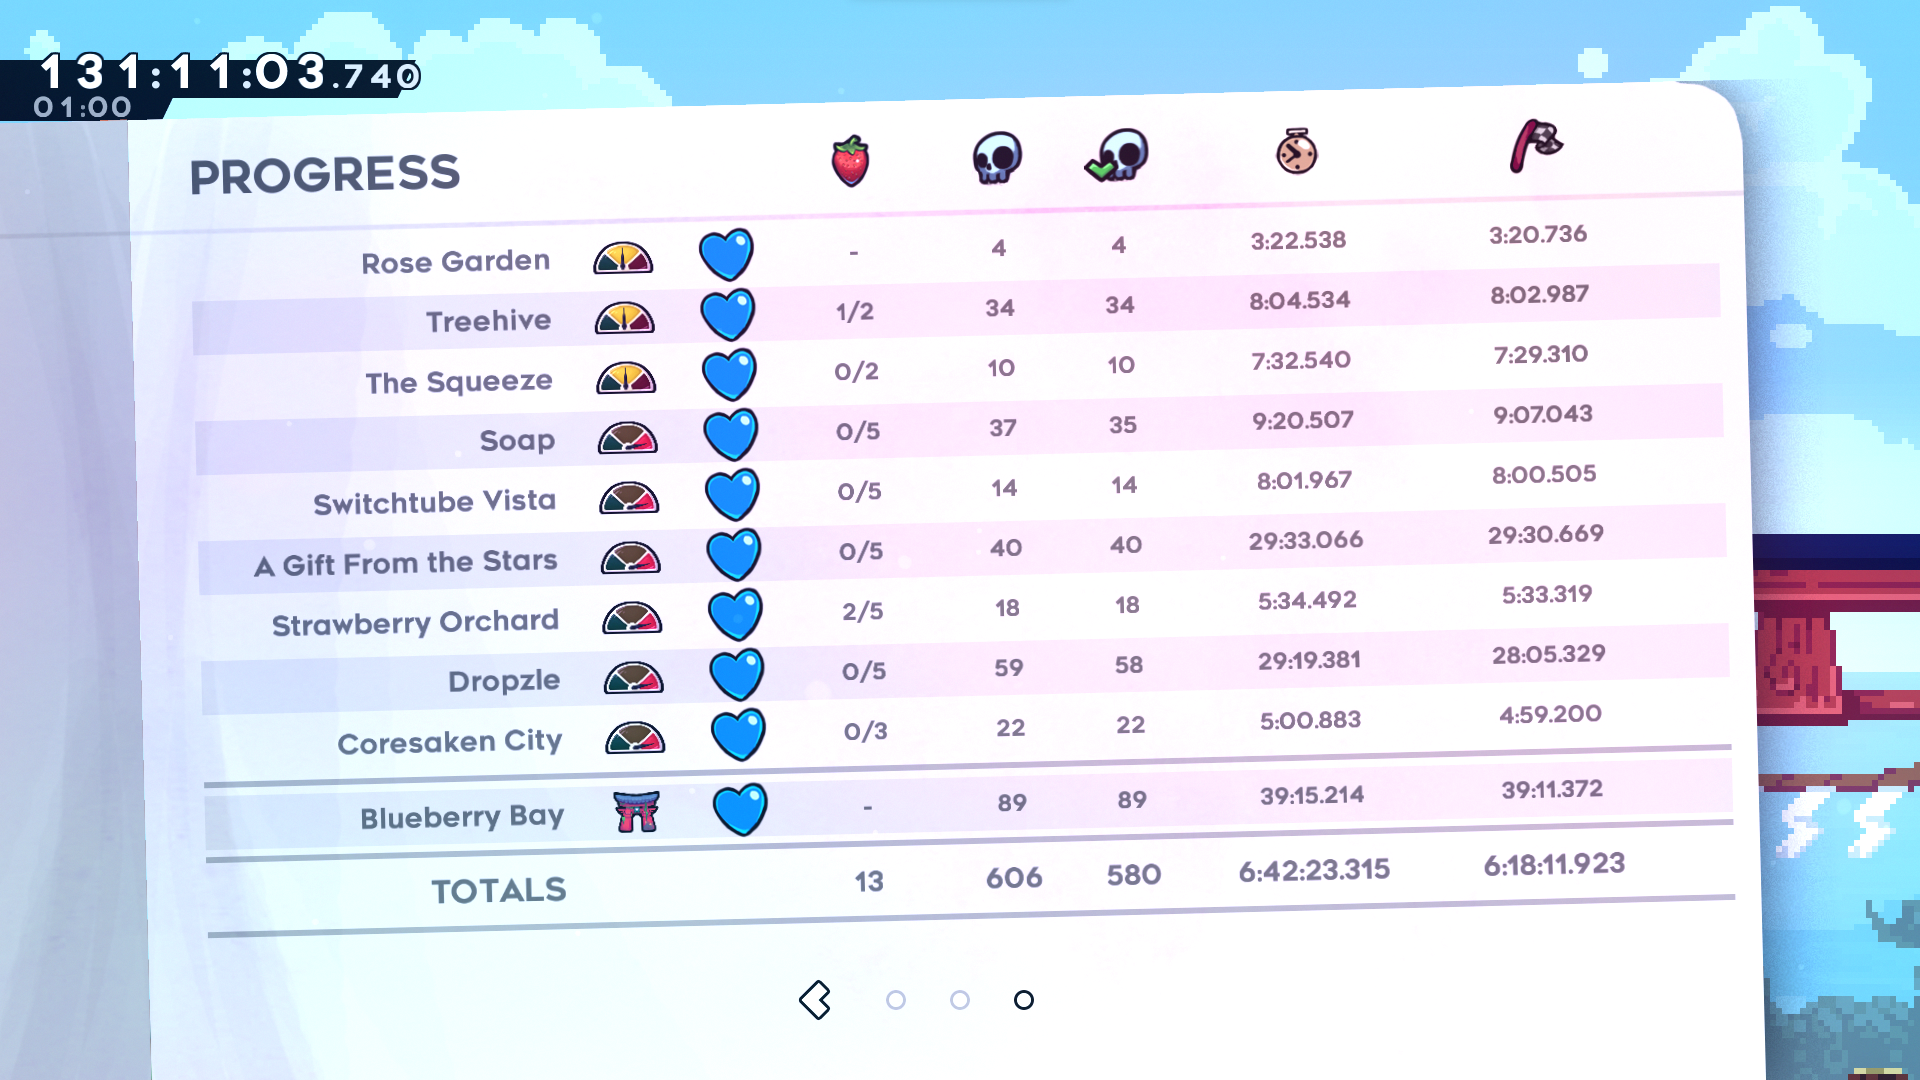 131:11:03.740
01:00
PROGRESS
Rose Garden - 4 4 3:22.538 3:20.736
Treehive 1/2 34 34 8:04.534 8:02.987
The Squeeze 0/2 10 10 7:32.540 7:29.310
Soap 0/5 37 35 9:20.507 9:07.043
Switchtube Vista 0/5 14 14 8:01.967 8:00.505
A Gift From the Stars 0/5 40 40 29:33.066 29:30.669
Strawberry Orchard 2/5 18 18 5:34.492 5:33.319
Dropzle 0/5 59 58 29:19.381 28:05.329
Coresaken City 0/3 22 22 5:00.883 4:59.200
Blueberry Bay - 89 89 39:15.214 39:11.372
TOTALS 13 606 580 6:42:23.315 6:18:11.923